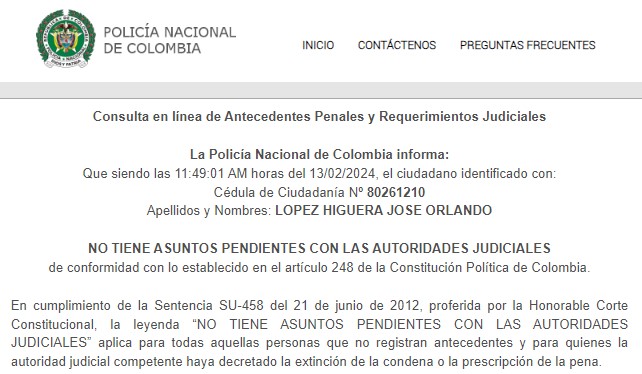 POLICÍA NACIONAL
DE COLOMBIA
INICIO CONTÁCTENOS PREGUNTAS FRECUENTES
Consulta en línea de Antecedentes Penales y Requerimientos Judiciales
La Policía Nacional de Colombia informa:
Que siendo las 11:49:01 AM horas del 13/02/2024, el ciudadano identificado con:
Cédula de Ciudadanía Nº 80261210
Apellidos y Nombres: LOPEZ HIGUERA JOSE ORLANDO
NO TIENE ASUNTOS PENDIENTES CON LAS AUTORIDADES JUDICIALES
de conformidad con lo establecido en el artículo 248 de la Constitución Política de Colombia.
En cumplimiento de la Sentencia SU-458 del 21 de junio de 2012, proferida por la Honorable Corte
Constitucional, la leyenda “NO TIENE ASUNTOS PENDIENTES CON LAS AUTORIDADES
JUDICIALES” aplica para todas aquellas personas que no registran antecedentes y para quienes la
autoridad judicial competente haya decretado la extinción de la condena o la prescripción de la pena.